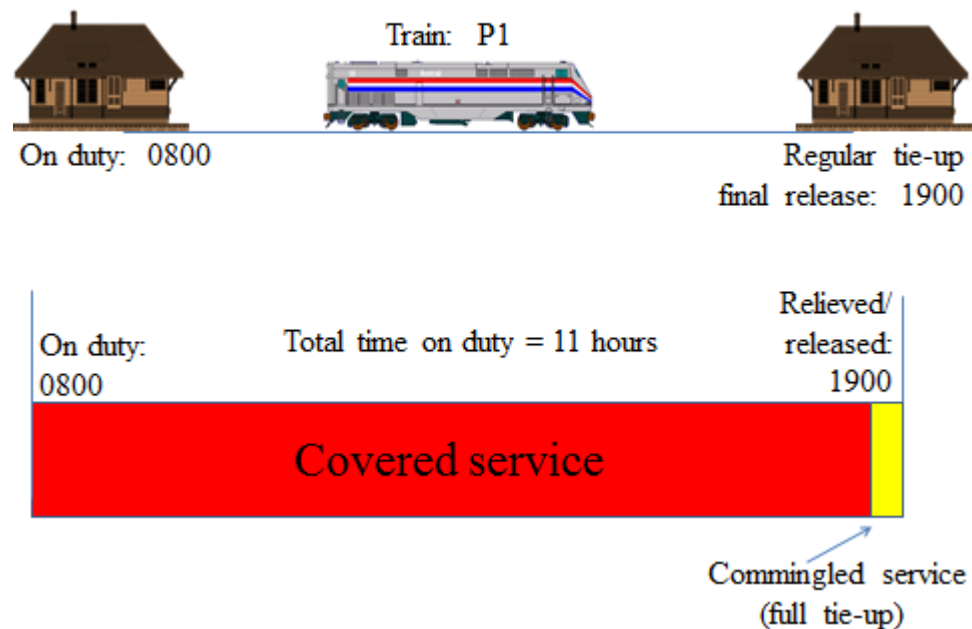 Train: P1
On duty: 0800
Regular tie-up
final release: 1900
Relieved/
released:
1900
On duty:
0800
Total time on duty = 11 hours
Covered service
Commingled service
(full tie-up)